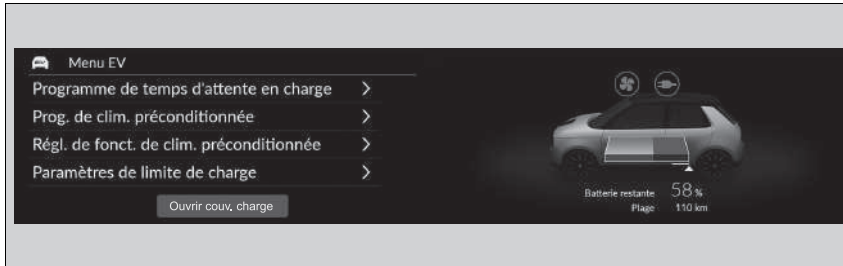 Menu EV
Programme de temps d'attente en charge
Prog. de clim. préconditionnée
Régl. de fonct. de clim. préconditionnée
Paramètres de limite de charge
Ouvrir couv. charge
Batterie restante 58 %
Plage 110 km